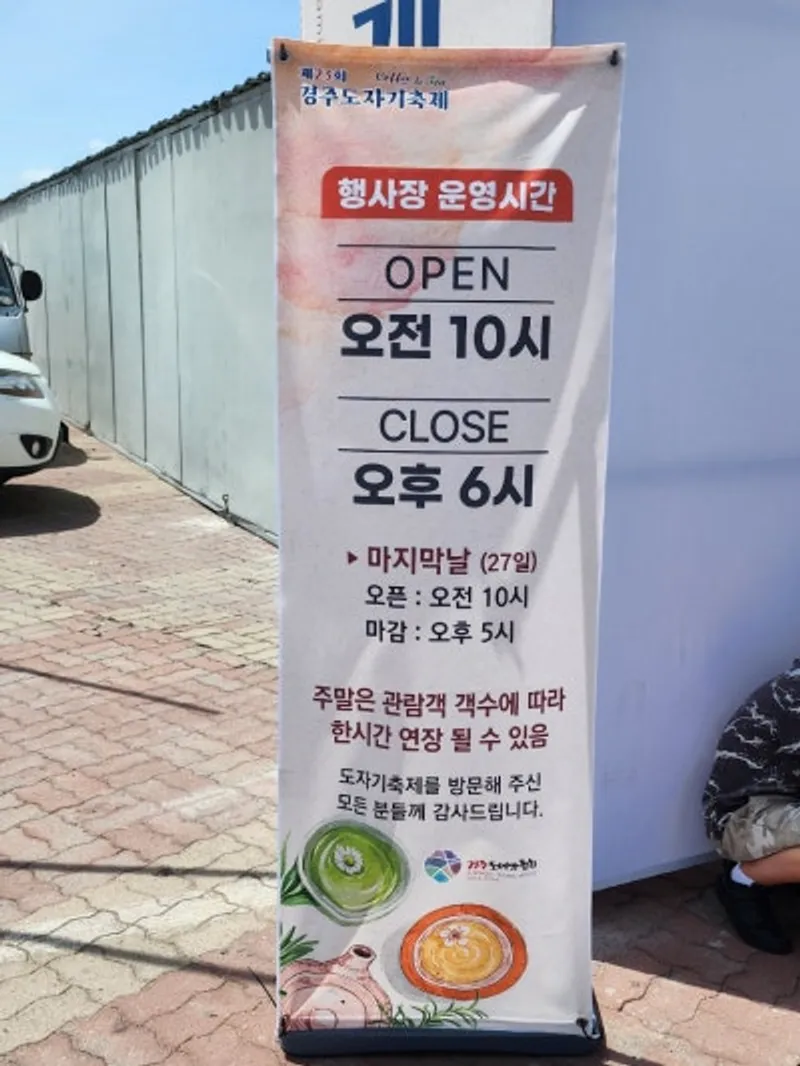 제23회 Coffee & Tea
경주도자기축제
행사장 운영시간
OPEN
오전 10시
CLOSE
오후 6시
▸ 마지막날 (27일)
오픈 : 오전 10시
마감 : 오후 5시
주말은 관람객 객수에 따라
한시간 연장 될 수 있음
도자기축제를 방문해 주신
모든 분들께 감사드립니다.
경주